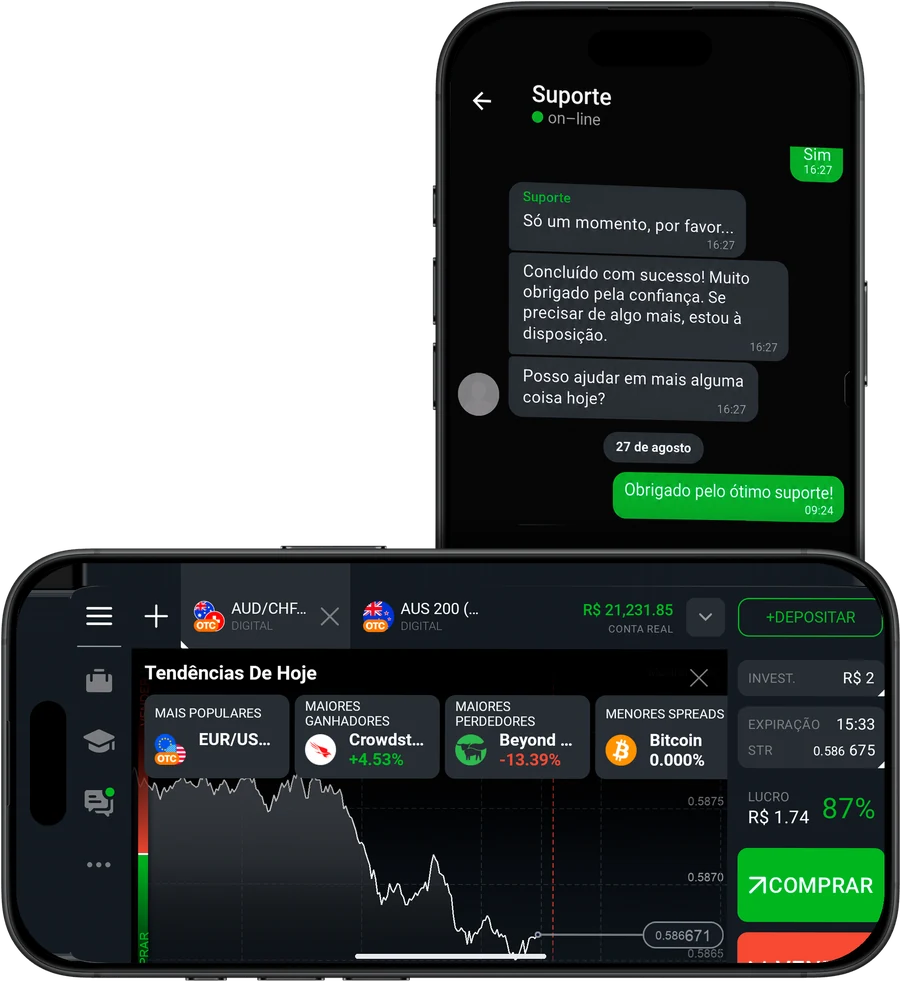 Suporte
on–line
Sim
16:27
Suporte
Só um momento, por favor...
16:27
Concluído com sucesso! Muito
obrigado pela confiança. Se
precisar de algo mais, estou à
disposição.
16:27
Posso ajudar em mais alguma
coisa hoje?
16:27
27 de agosto
Obrigado pelo ótimo suporte!
09:24
OTC
AUD/CHF...
DIGITAL
OTC
AUS 200 (...
DIGITAL
R$ 21,231.85
CONTA REAL
+DEPOSITAR
Tendências De Hoje
MAIS POPULARES
OTC
EUR/US...
MAIORES
GANHADORES
Crowdst...
+4.53%
MAIORES
PERDEDORES
Beyond ...
-13.39%
MENORES SPREADS
Bitcoin
0.000%
INVEST.
R$ 2
EXPIRAÇÃO
15:33
STR
0.586 675
LUCRO
R$ 1.74
87%
COMPRAR
0.5875
0.5870
0.586671
0.5865
PRAR